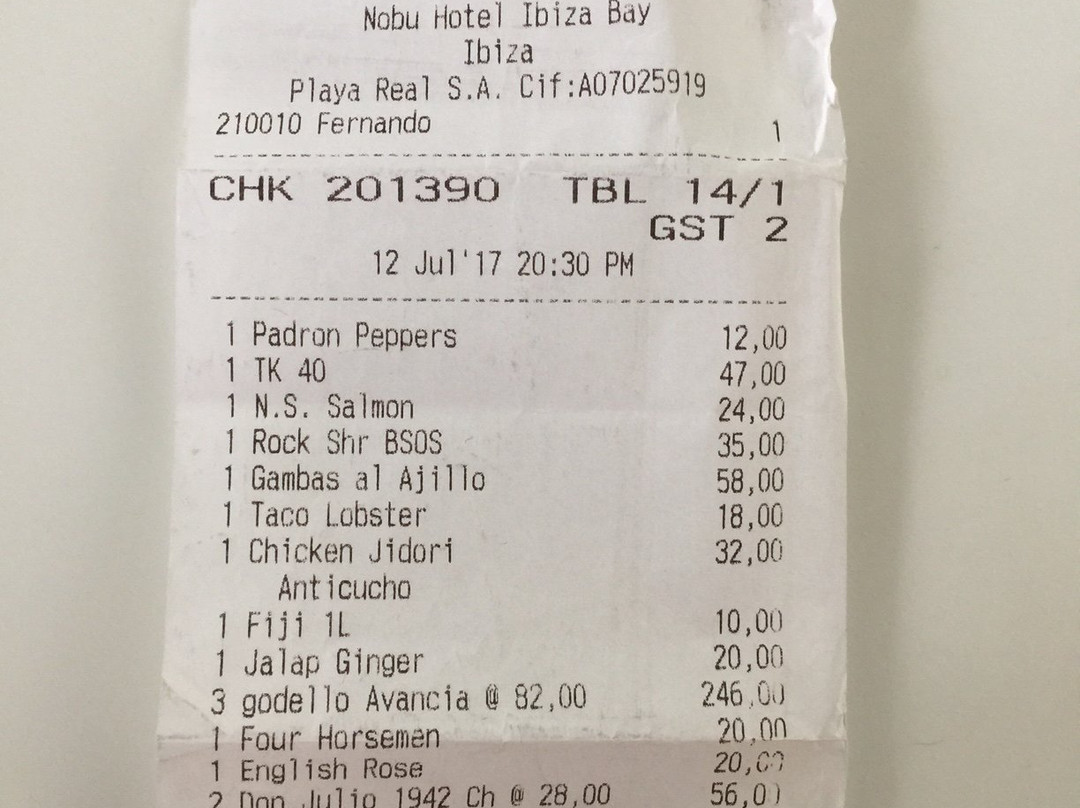 Nobu Hotel Ibiza Bay
Ibiza
Playa Real S.A. Cif:A07025919
210010 Fernando 1
CHK 201390 TBL 14/1
GST 2
12 Jul'17 20:30 PM
1 Padron Peppers 12,00
1 TK 40 47,00
1 N.S. Salmon 24,00
1 Rock Shr BSOS 35,00
1 Gambas al Ajillo 58,00
1 Taco Lobster 18,00
1 Chicken Jidori 32,00
Anticucho
1 Fiji 1L 10,00
1 Jalap Ginger 20,00
3 godello Avancia @ 82,00 246,00
1 Four Horsemen 20,00
1 English Rose 20,00
2 Don Julio 1942 Ch @ 28,00 56,00